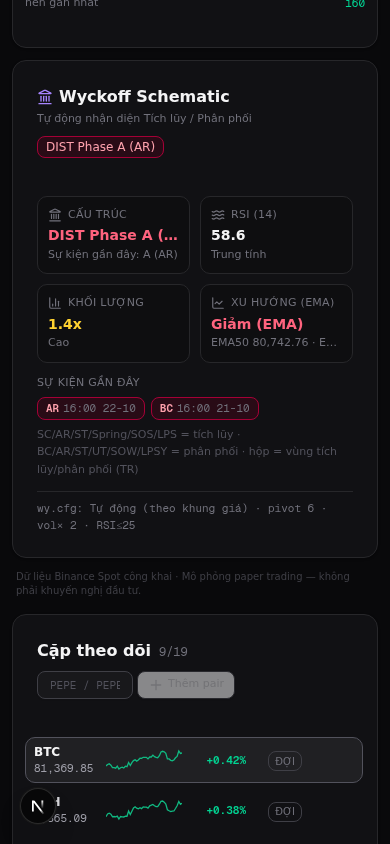 nến gần nhất 160
Wyckoff Schematic
Tự động nhận diện Tích lũy / Phân phối
DIST Phase A (AR)
CẤU TRÚC
DIST Phase A (...
Sự kiện gần đây: A (AR)
RSI (14)
58.6
Trung tính
KHỐI LƯỢNG
1.4x
Cao
XU HƯỚNG (EMA)
Giảm (EMA)
EMA50 80,742.76 · E...
SỰ KIỆN GẦN ĐÂY
AR 16:00 22-10 BC 16:00 21-10
SC/AR/ST/Spring/SOS/LPS = tích lũy ·
BC/AR/ST/UT/SOW/LPSY = phân phối · hộp = vùng tích
lũy/phân phối (TR)
wy.cfg: Tự động (theo khung giá) · pivot 6 ·
vol× 2 · RSI≤25
Dữ liệu Binance Spot công khai · Mô phỏng paper trading — không
phải khuyến nghị đầu tư.
Cặp theo dõi 9/19
PEPE / PEPE + Thêm pair
BTC
81,369.85 +0.42% ĐỢI
N
65.09 +0.38% ĐỢI